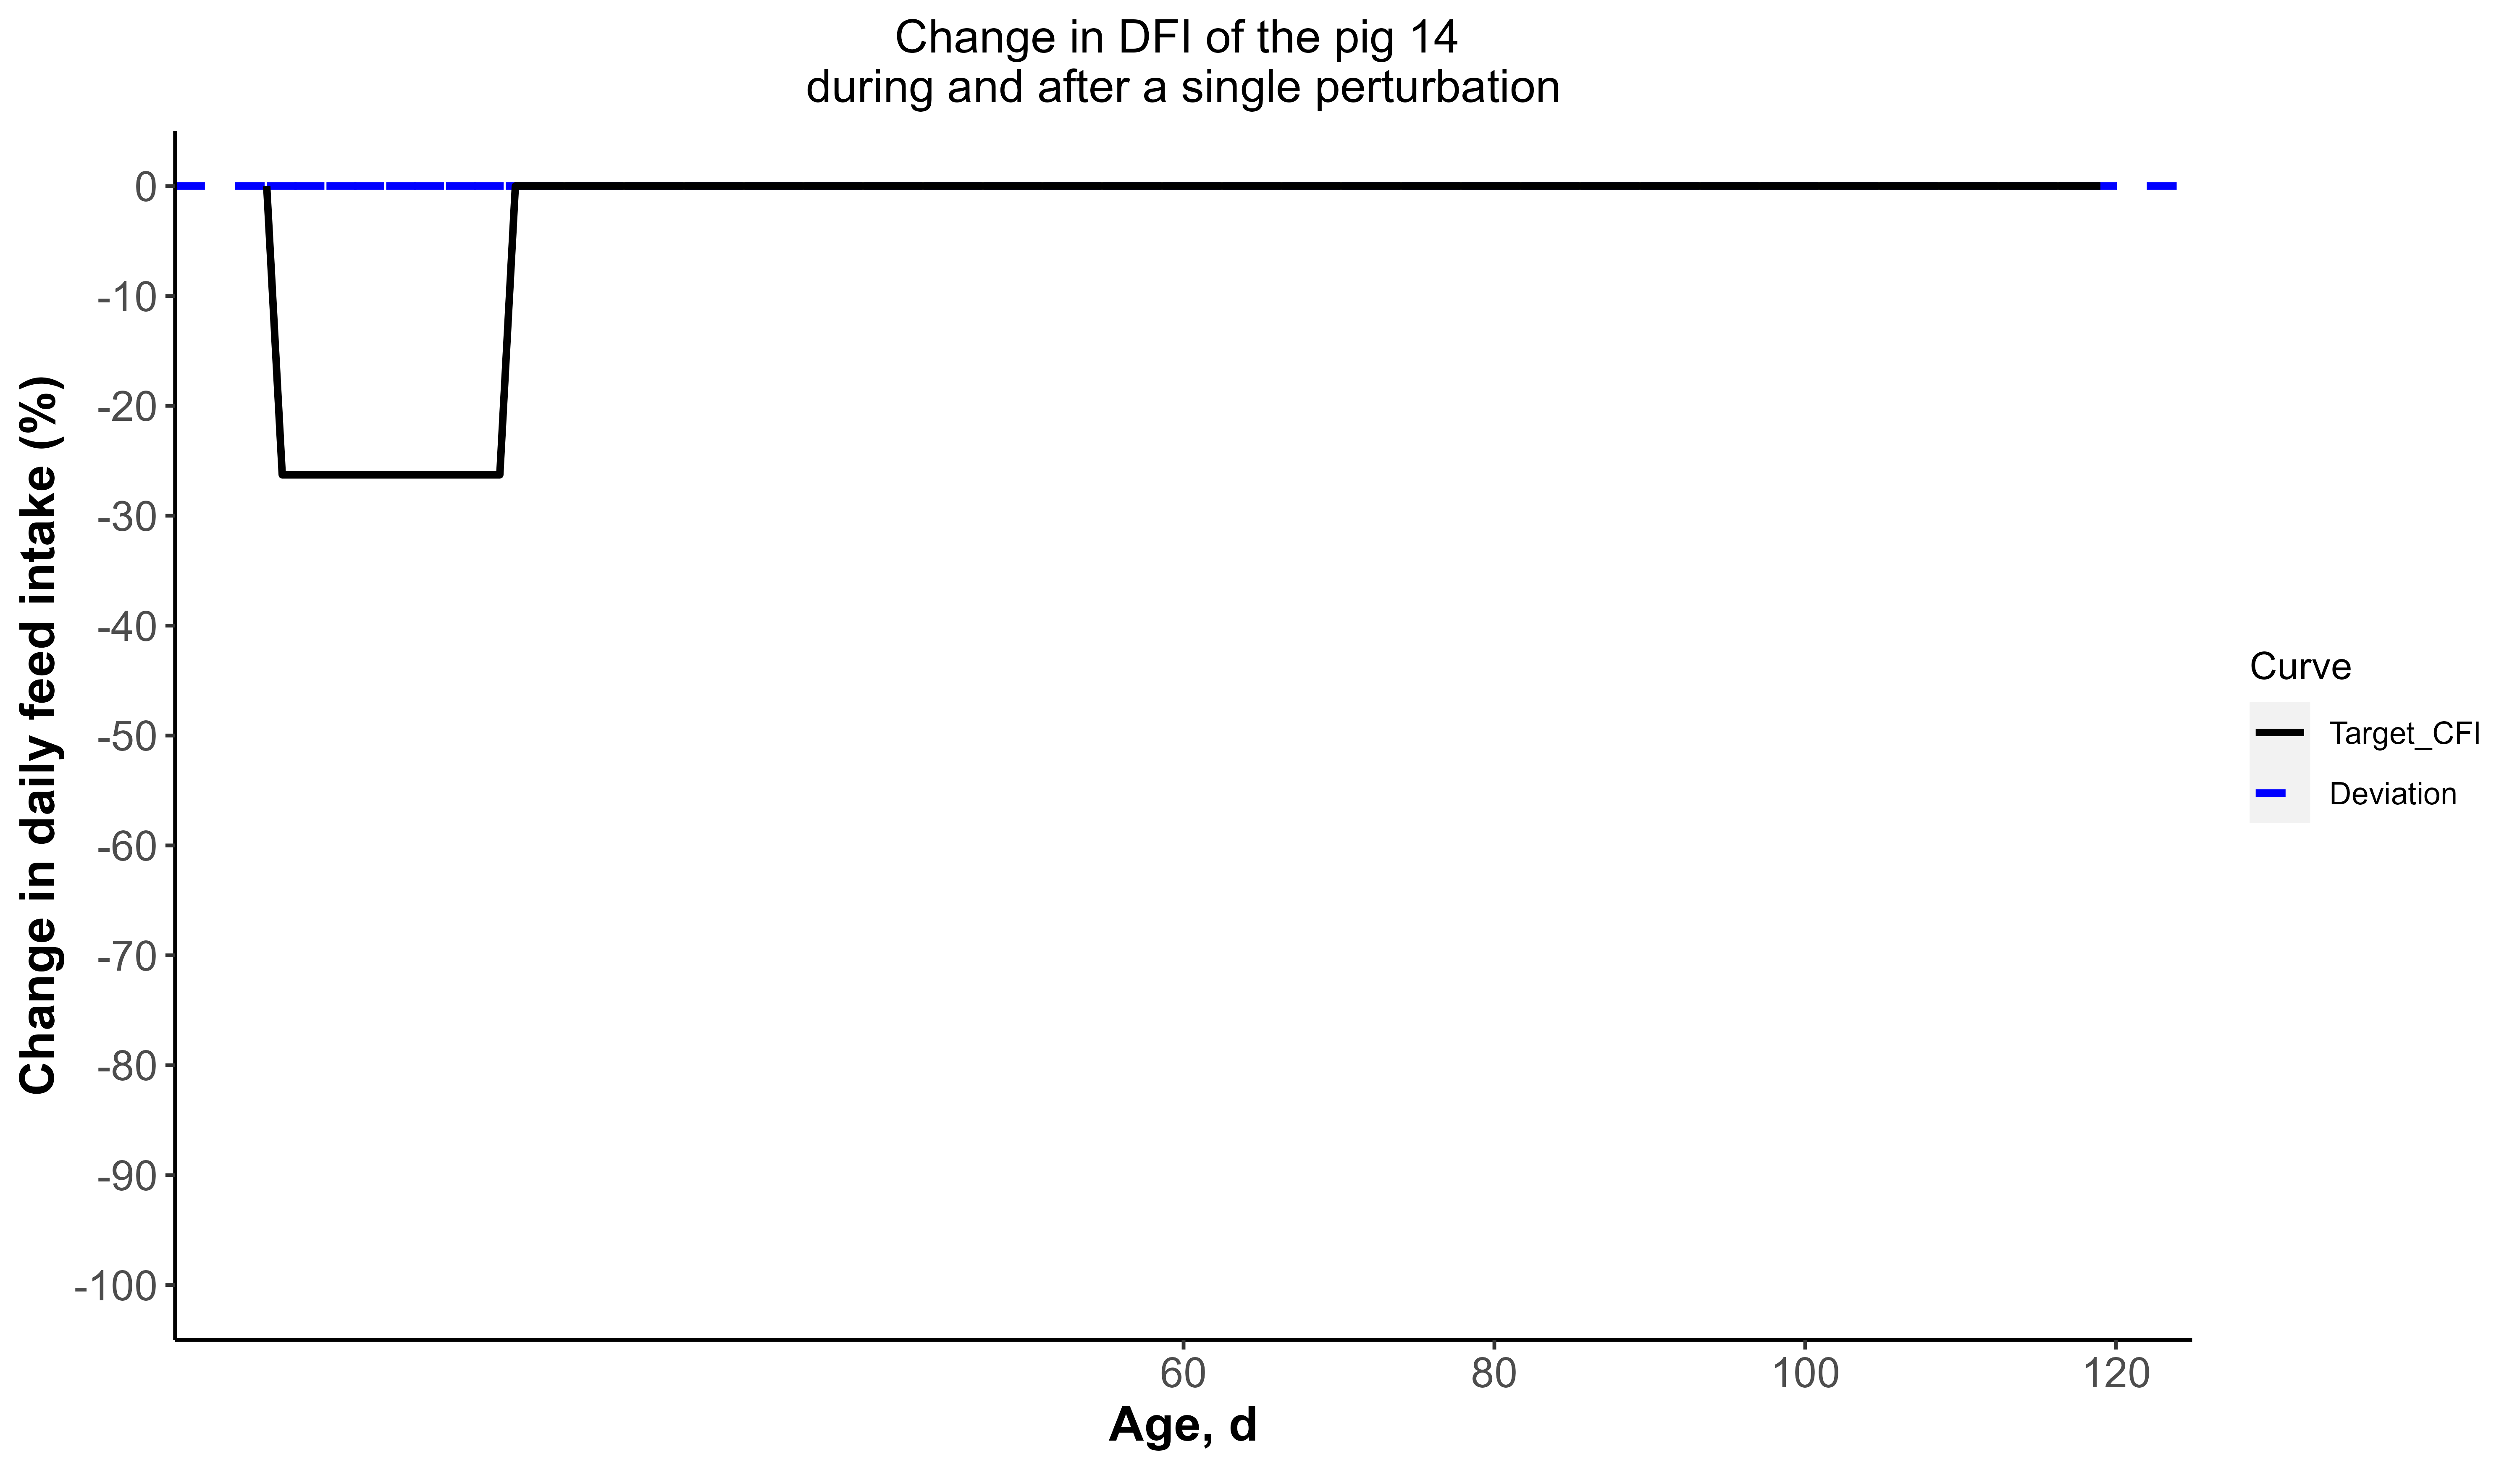 Change in DFI of the pig 14
during and after a single perturbation
Change in daily feed intake (%)
0
-10
-20
-30
-40
-50
-60
-70
-80
-90
-100
60
80
100
120
Age, d
Curve
Target_CFI
Deviation